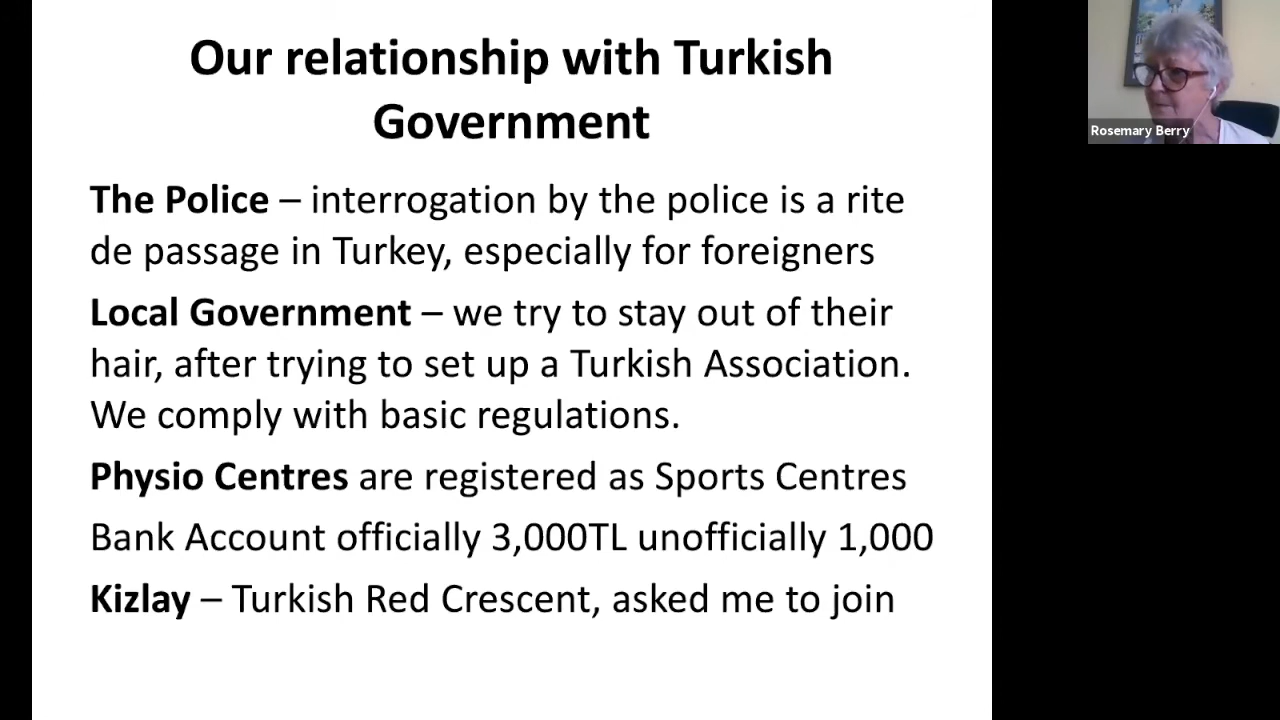 Our relationship with Turkish
Government
Rosemary Berry
The Police – interrogation by the police is a rite
de passage in Turkey, especially for foreigners
Local Government – we try to stay out of their
hair, after trying to set up a Turkish Association.
We comply with basic regulations.
Physio Centres are registered as Sports Centres
Bank Account officially 3,000TL unofficially 1,000
Kizlay – Turkish Red Crescent, asked me to join